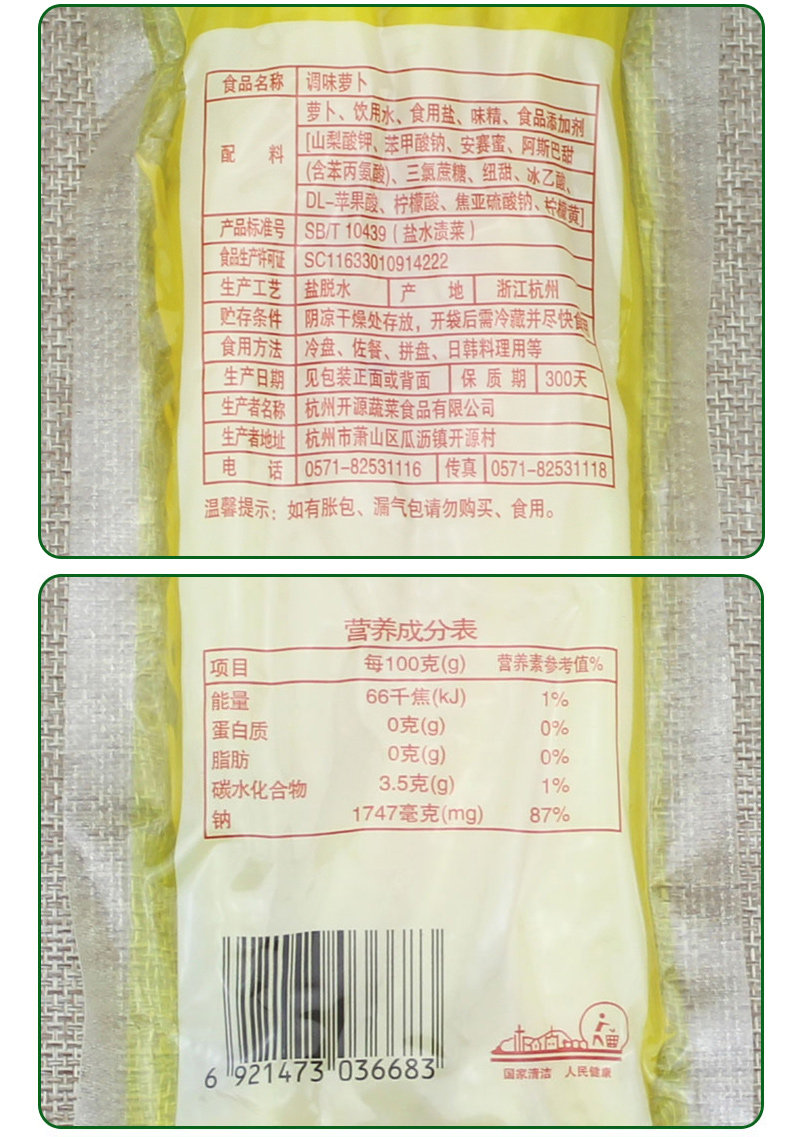 食品名称 调味萝卜
配 料 萝卜、饮用水、食用盐、味精、食品添加剂
[山梨酸钾、苯甲酸钠、安赛蜜、阿斯巴甜
(含苯丙氨酸)、三氯蔗糖、纽甜、冰乙酸、
DL-苹果酸、柠檬酸、焦亚硫酸钠、柠檬黄]
产品标准号 SB/T 10439（盐水渍菜）
食品生产许可证 SC11633010914222
生产工艺 盐脱水 产 地 浙江杭州
贮存条件 阴凉干燥处存放，开袋后需冷藏并尽快食
食用方法 冷盘、佐餐、拼盘、日韩料理用等
生产日期 见包装正面或背面 保 质 期 300天
生产者名称 杭州开源蔬菜食品有限公司
生产者地址 杭州市萧山区瓜沥镇开源村
电 话 0571-82531116 传真 0571-82531118
温馨提示：如有胀包、漏气包请勿购买、食用。
营养成分表
项目 每100克(g) 营养素参考值%
能量 66千焦(kJ) 1%
蛋白质 0克(g) 0%
脂肪 0克(g) 0%
碳水化合物 3.5克(g) 1%
钠 1747毫克(mg) 87%
6 921473 036683
国家清洁 人民健康